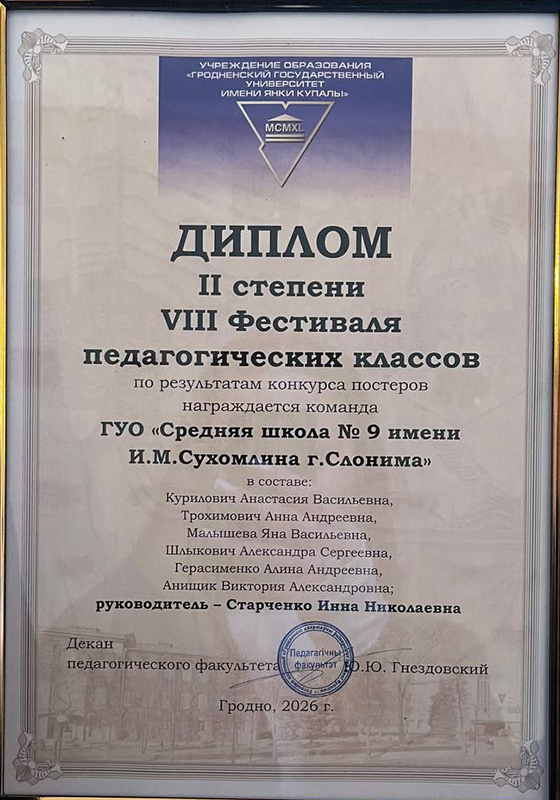 УЧРЕЖДЕНИЕ ОБРАЗОВАНИЯ
«ГРОДНЕНСКИЙ ГОСУДАРСТВЕННЫЙ
УНИВЕРСИТЕТ
ИМЕНИ ЯНКИ КУПАЛЫ»
MCMXL
ДИПЛОМ
II степени
VIII Фестиваля
педагогических классов
по результатам конкурса постеров
награждается команда
ГУО «Средняя школа № 9 имени
И.М.Сухомлина г.Слонима»
в составе:
Курилович Анастасия Васильевна,
Трохимович Анна Андреевна,
Малышева Яна Васильевна,
Шлыкович Александра Сергеевна,
Герасименко Алина Андреевна,
Анищик Виктория Александровна;
руководитель – Старченко Инна Николаевна
Декан
педагогического факультета Ю.Ю. Гнездовский
Педагагічны
факультэт
Гродно, 2026 г.